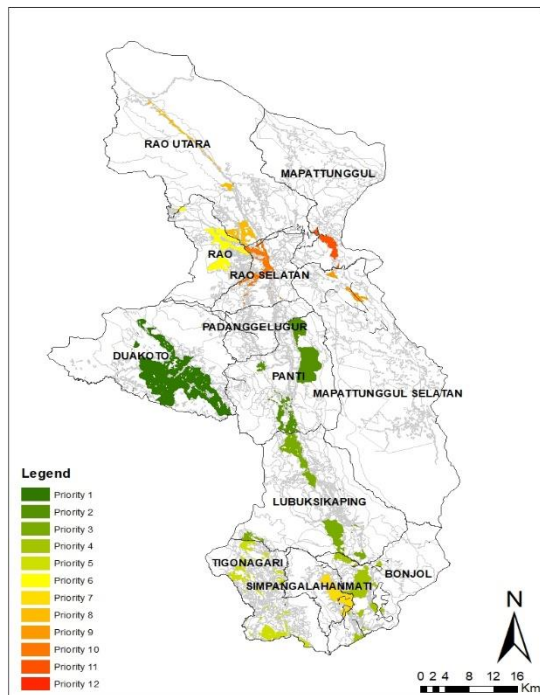 RAO UTARA
MAPATTUNGGUL
RAO
RAO SELATAN
PADANGGELUGUR
DUAKOTO
PANTI
MAPATTUNGGUL SELATAN
LUBUKSIKAPING
TIGONAGARI
SIMPANGALAHANMATI
BONJOL
Legend
Priority 1
Priority 2
Priority 3
Priority 4
Priority 5
Priority 6
Priority 7
Priority 8
Priority 9
Priority 10
Priority 11
Priority 12
N
0 2 4 8 12 16
Km